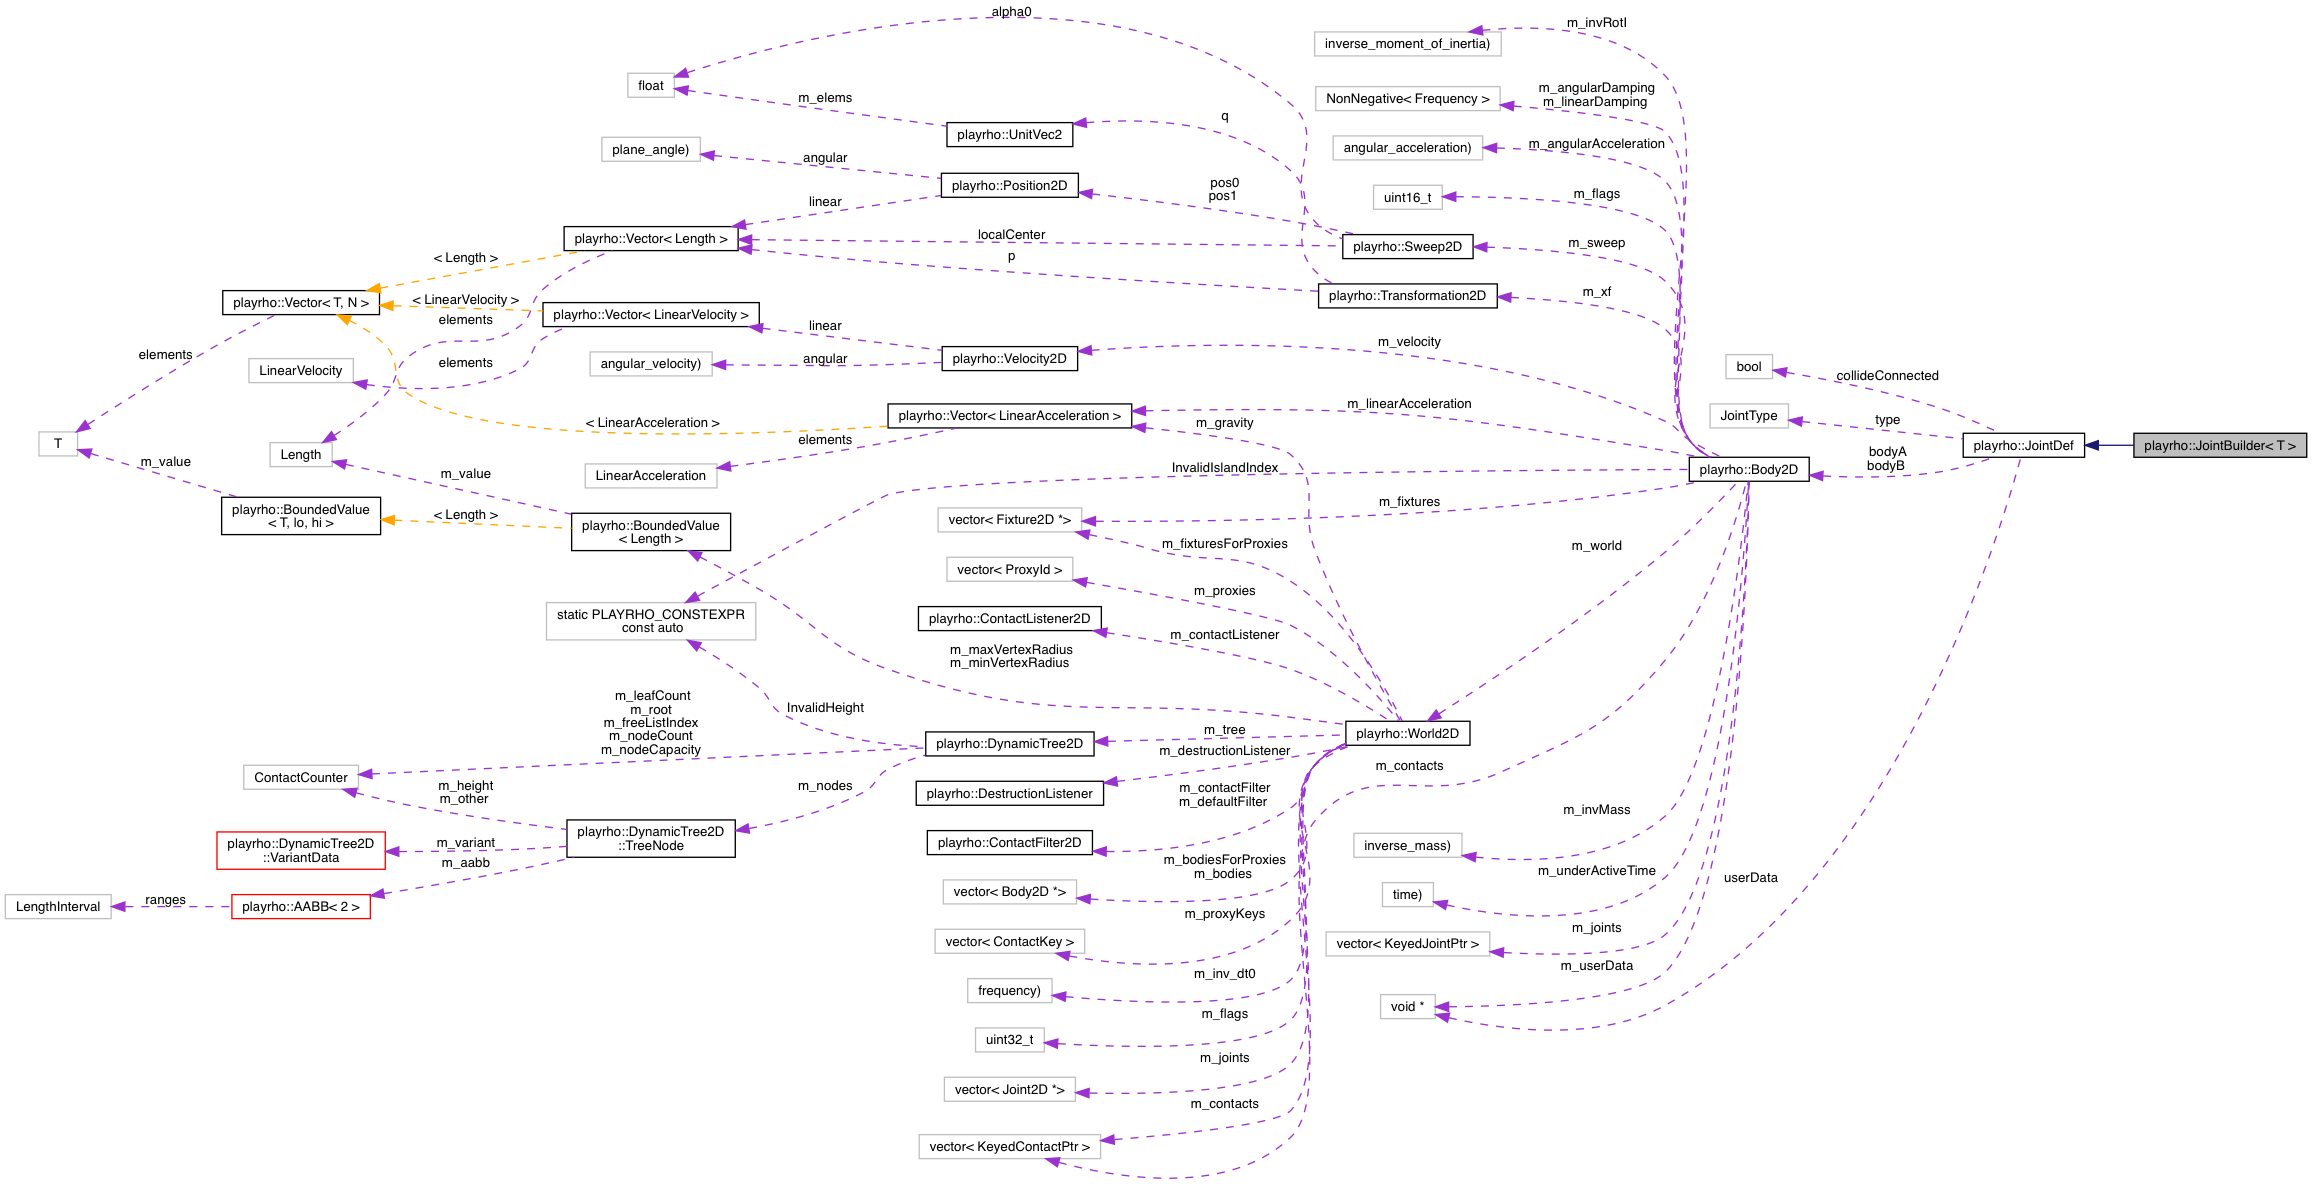 alpha0
m_invRotI
inverse_moment_of_inertia)
float
m_elems
m_angularDamping
m_linearDamping
NonNegative< Frequency >
q
playrho::UnitVec2
plane_angle)
angular
m_angularAcceleration
angular_acceleration)
playrho::Position2D
pos0
pos1
linear
m_flags
uint16_t
playrho::Vector< Length >
localCenter
playrho::Sweep2D
m_sweep
< Length >
p
playrho::Transformation2D
m_xf
playrho::Vector< T, N >
< LinearVelocity >
elements
playrho::Vector< LinearVelocity >
linear
m_velocity
elements
LinearVelocity
elements
angular_velocity)
angular
playrho::Velocity2D
bool
collideConnected
JointType
type
playrho::Vector< LinearAcceleration >
m_linearAcceleration
m_gravity
< LinearAcceleration >
elements
T
Length
m_value
m_value
LinearAcceleration
InvalidIslandIndex
playrho::Body2D
bodyA
bodyB
playrho::JointDef
playrho::JointBuilder< T >
playrho::BoundedValue
< T, lo, hi >
< Length >
playrho::BoundedValue
< Length >
vector< Fixture2D *>
m_fixtures
m_fixturesForProxies
m_world
vector< ProxyId >
m_proxies
static PLAYRHO_CONSTEXPR
const auto
playrho::ContactListener2D
m_contactListener
m_maxVertexRadius
m_minVertexRadius
m_leafCount
m_root
m_freeListIndex
m_nodeCount
m_nodeCapacity
InvalidHeight
playrho::DynamicTree2D
m_tree
playrho::World2D
m_destructionListener
ContactCounter
m_height
m_other
m_nodes
playrho::DestructionListener
m_contactFilter
m_defaultFilter
m_contacts
m_invMass
playrho::DynamicTree2D
::VariantData
m_variant
m_aabb
playrho::DynamicTree2D
::TreeNode
playrho::ContactFilter2D
inverse_mass)
m_bodiesForProxies
m_bodies
m_underActiveTime
userData
LengthInterval
ranges
playrho::AABB< 2 >
vector< Body2D *>
time)
m_proxyKeys
m_joints
vector< ContactKey >
vector< KeyedJointPtr >
m_inv_dt0
m_userData
frequency)
void *
m_flags
uint32_t
m_joints
vector< Joint2D *>
m_contacts
vector< KeyedContactPtr >